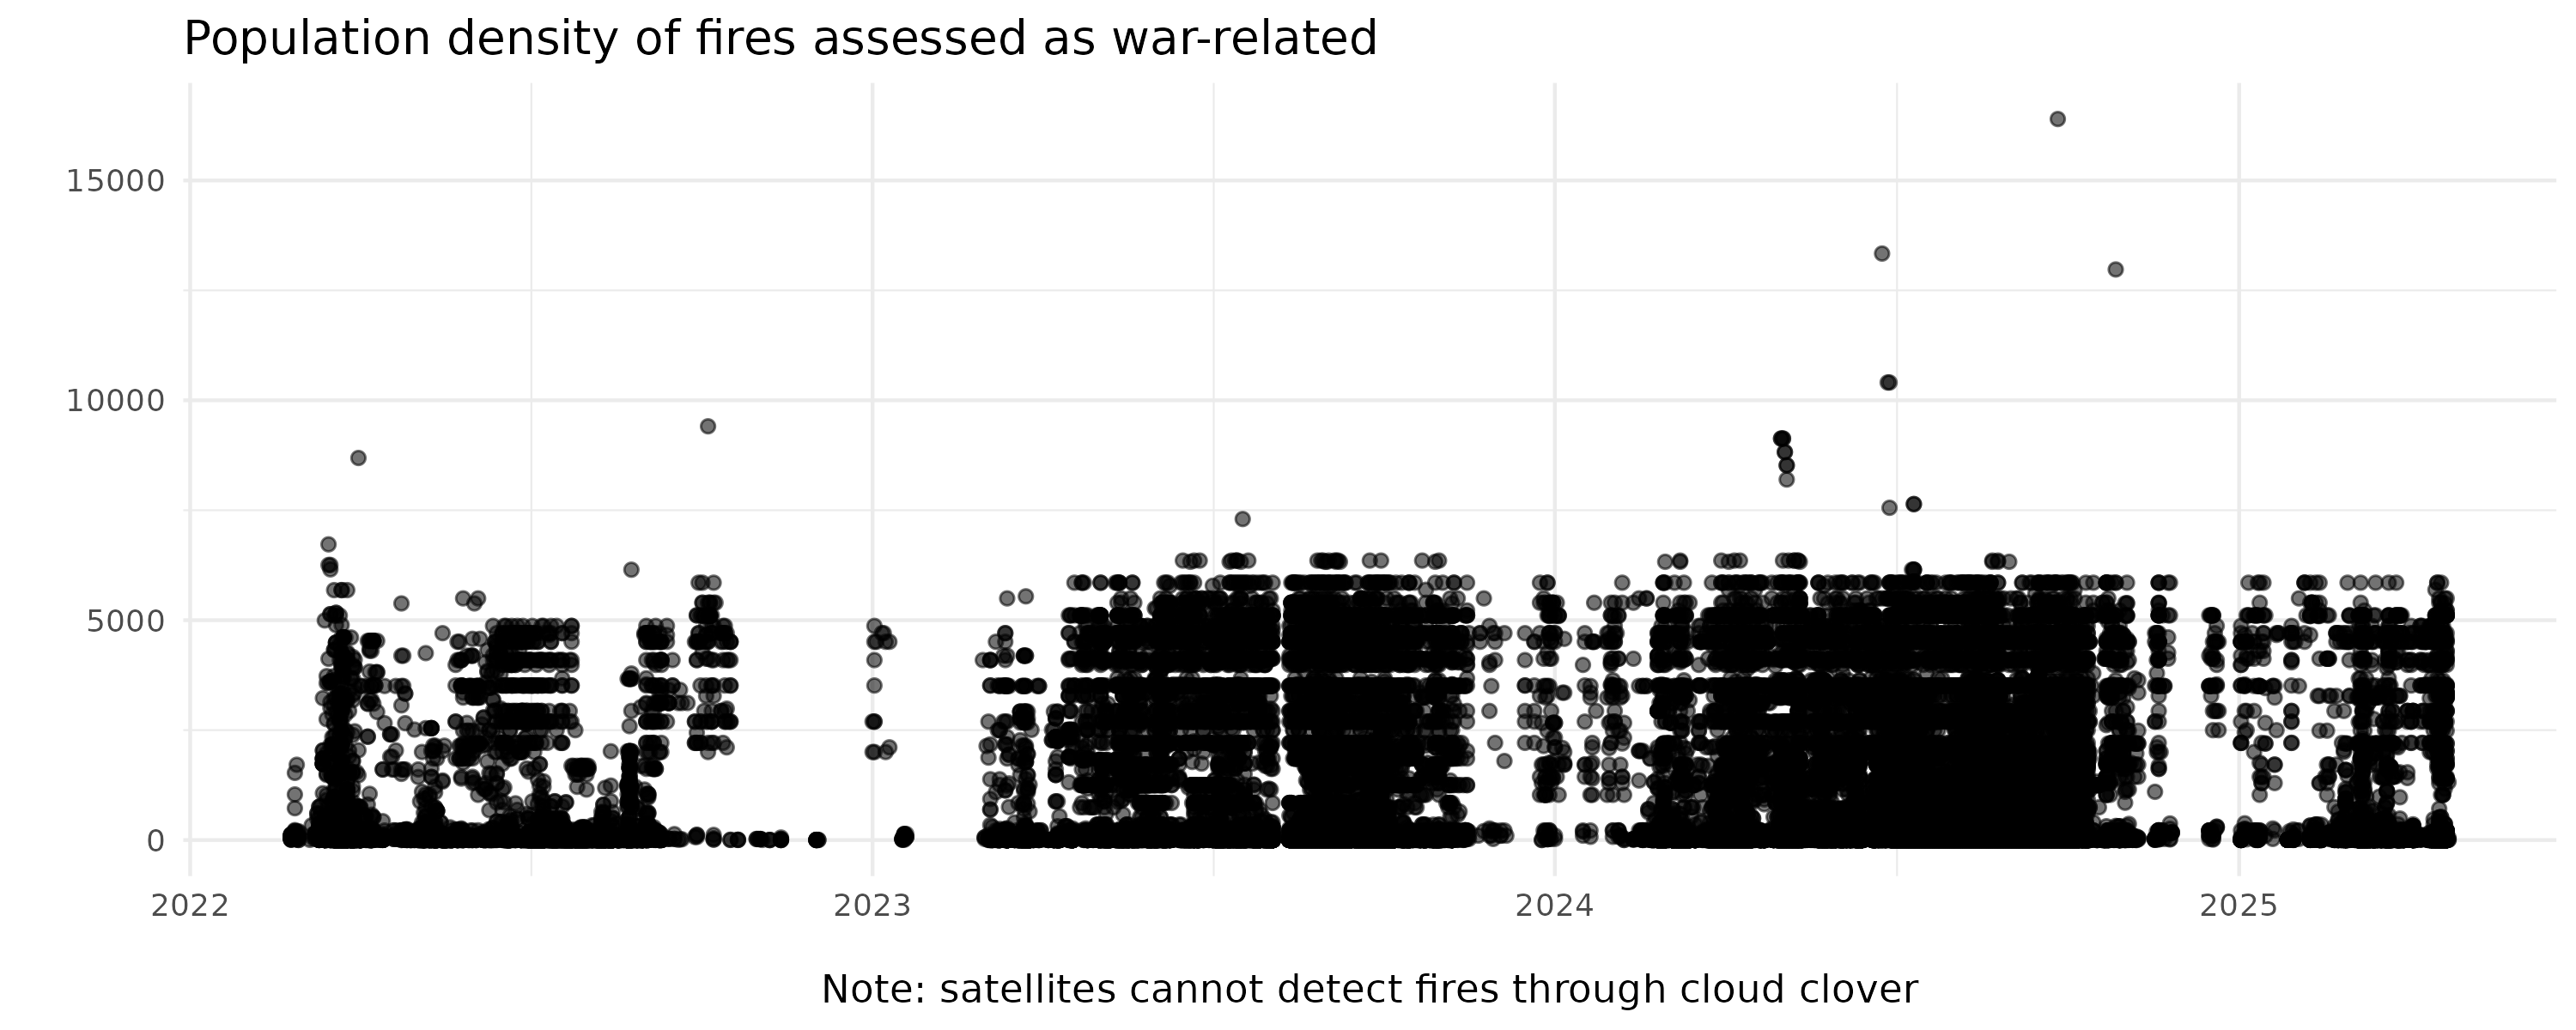 Population density of fires assessed as war-related
15000
10000
5000
0
2022 2023 2024 2025
Note: satellites cannot detect fires through cloud clover